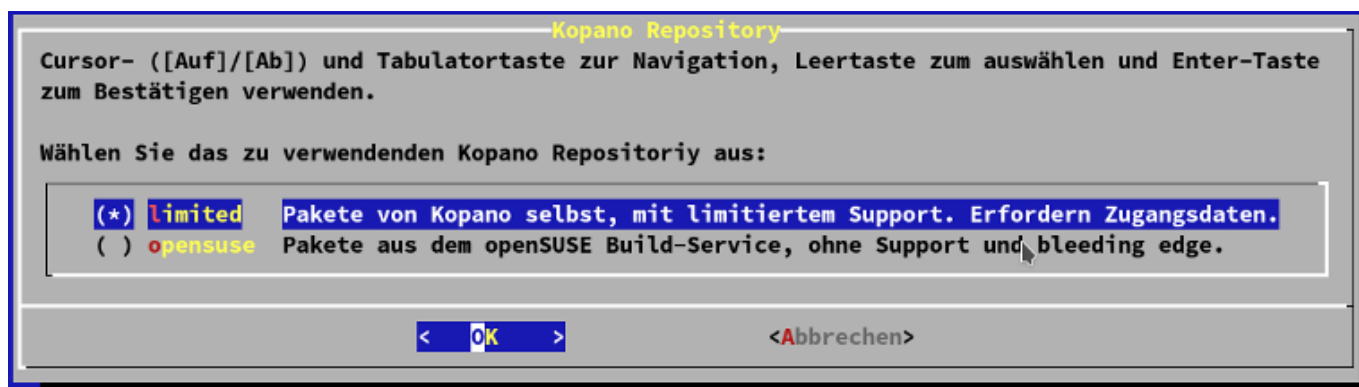 Kopano Repository
Cursor- ([Auf]/[Ab]) und Tabulatortaste zur Navigation, Leertaste zum auswählen und Enter-Taste
zum Bestätigen verwenden.
Wählen Sie das zu verwendenden Kopano Repositoriy aus:
(*) limited Pakete von Kopano selbst, mit limitiertem Support. Erfordern Zugangsdaten.
( ) opensuse Pakete aus dem openSUSE Build-Service, ohne Support und bleeding edge.
< OK > <Abbrechen>